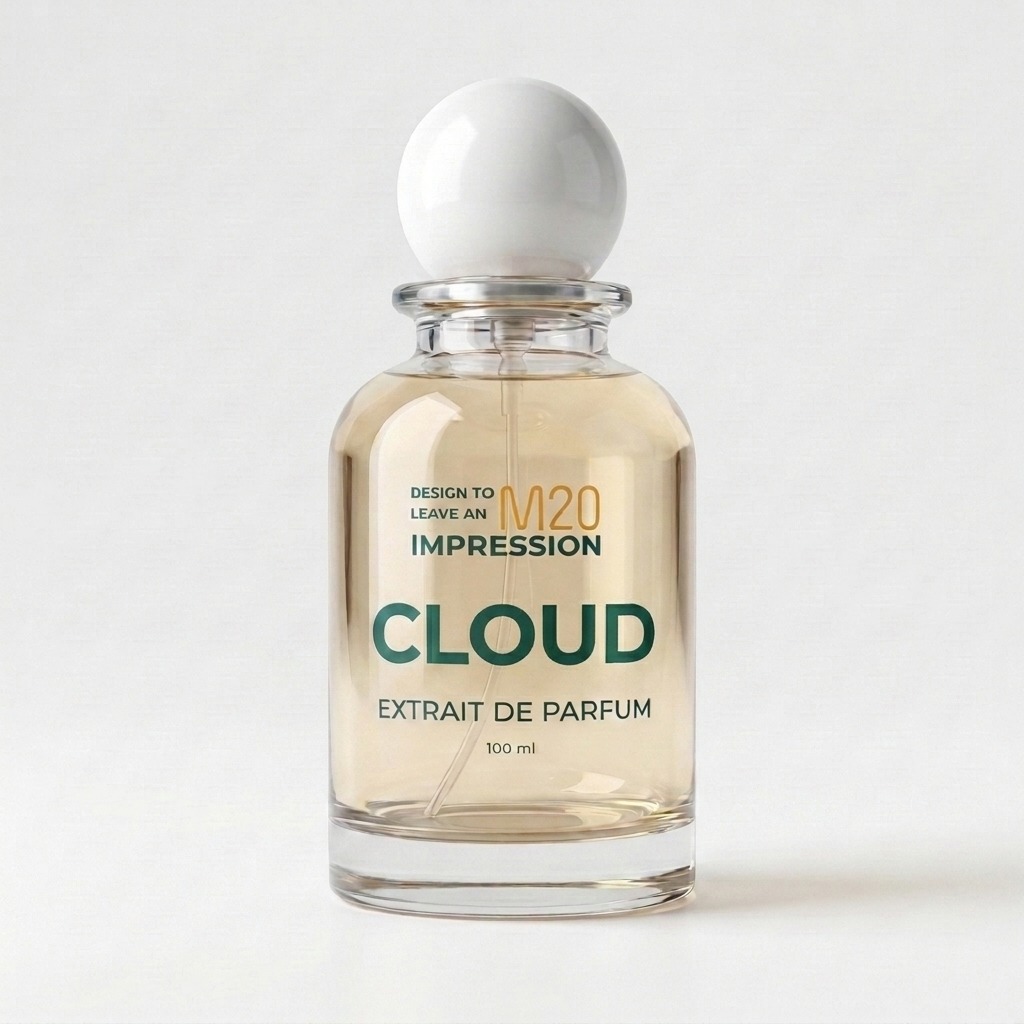 DESIGN TO
LEAVE AN M20
IMPRESSION
CLOUD
EXTRAIT DE PARFUM
100 ml